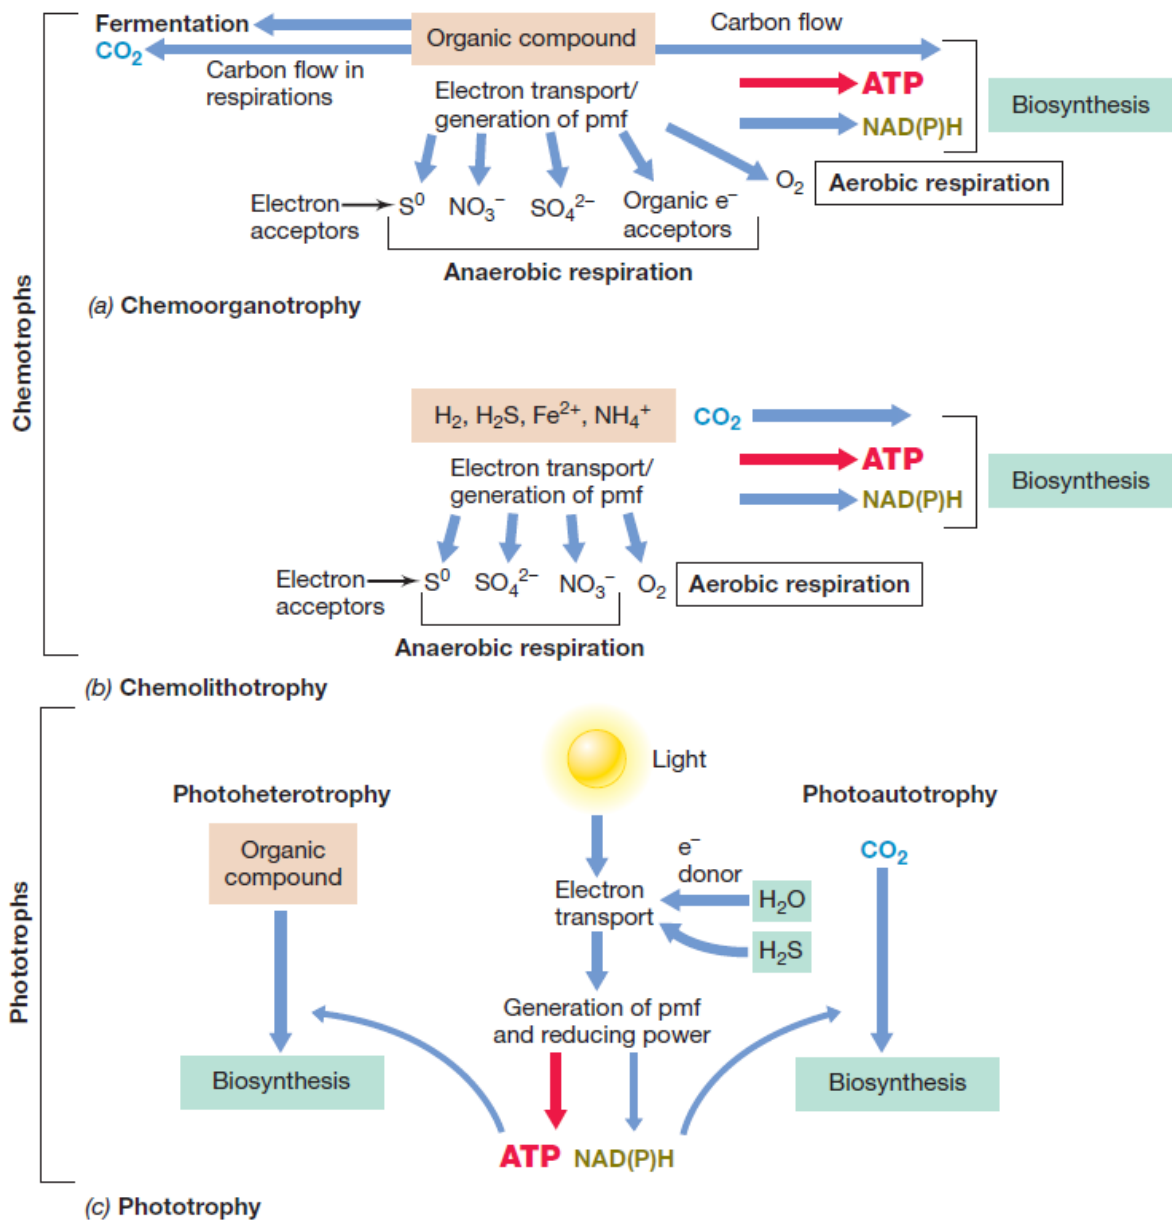 Fermentation
CO₂
Organic compound
Carbon flow
Carbon flow in
respirations
Electron transport/
generation of pmf
ATP
NAD(P)H
Biosynthesis
Electron
acceptors
S⁰
NO₃⁻
SO₄²⁻
Organic e⁻
acceptors
O₂
Aerobic respiration
Anaerobic respiration
(a) Chemoorganotrophy
Chemotrophs
H₂, H₂S, Fe²⁺, NH₄⁺
CO₂
Electron transport/
generation of pmf
ATP
NAD(P)H
Biosynthesis
Electron
acceptors
S⁰
SO₄²⁻
NO₃⁻
O₂
Aerobic respiration
Anaerobic respiration
(b) Chemolithotrophy
Phototrophs
Light
Photoheterotrophy
Photoautotrophy
Organic
compound
e⁻
donor
CO₂
Electron
transport
H₂O
H₂S
Generation of pmf
and reducing power
Biosynthesis
Biosynthesis
ATP
NAD(P)H
(c) Phototrophy